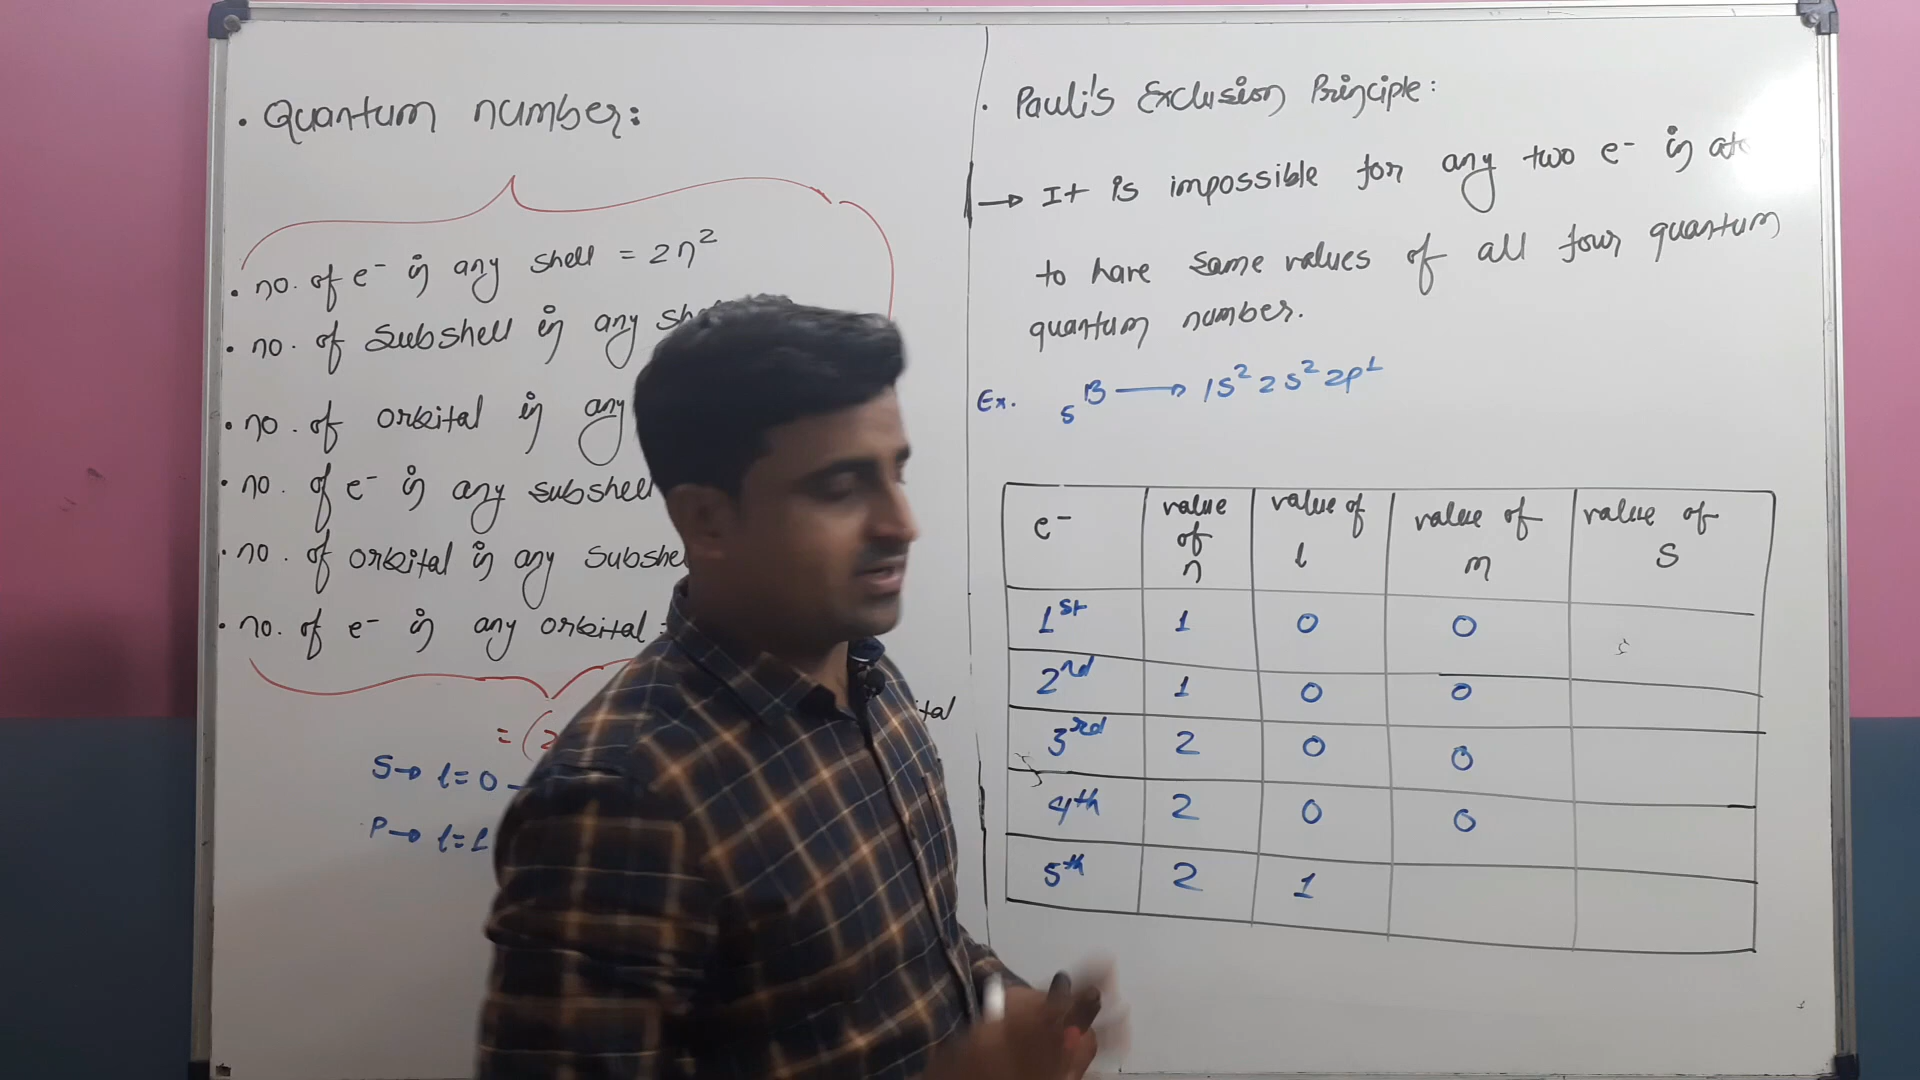 • Quantum number:
• no. of e⁻ in any shell = 2n²
• no. of Subshell in any
• no. of orbital in any
• no. of e⁻ in any subshell
• no. of orbital in any
• no. of e⁻ in any orbital =
= (2
S→ l=0
P→ l=1
• Pauli's Exclusion Principle:
→ It is impossible for any two e⁻ in
to have same values of all four quantum
quantum number.
Ex. ₅B → 1s² 2s² 2p¹
e⁻ value of n value of l value of m value of S
1st 1 0 0
2rd 1 0 0
3rd 2 0 0
4th 2 0 0
5th 2 1